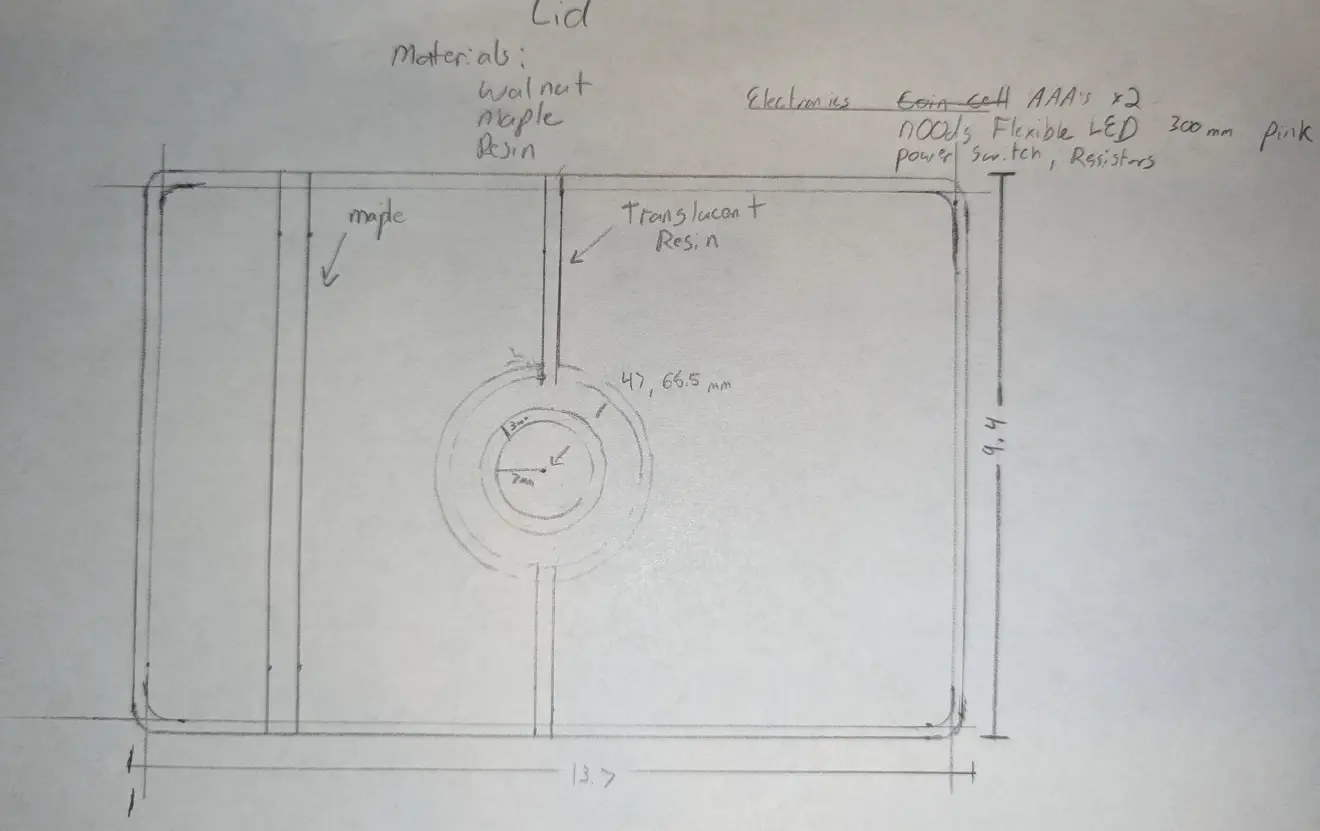 Lid
Materials:
Walnut
Maple
Resin
Electronics Coin Cell AAA's x2
nOOds Flexible LED 300mm Pink
power switch, Resistors
maple
Translucent
Resin
47, 66.5 mm
3mm
7mm
9.4
13.7